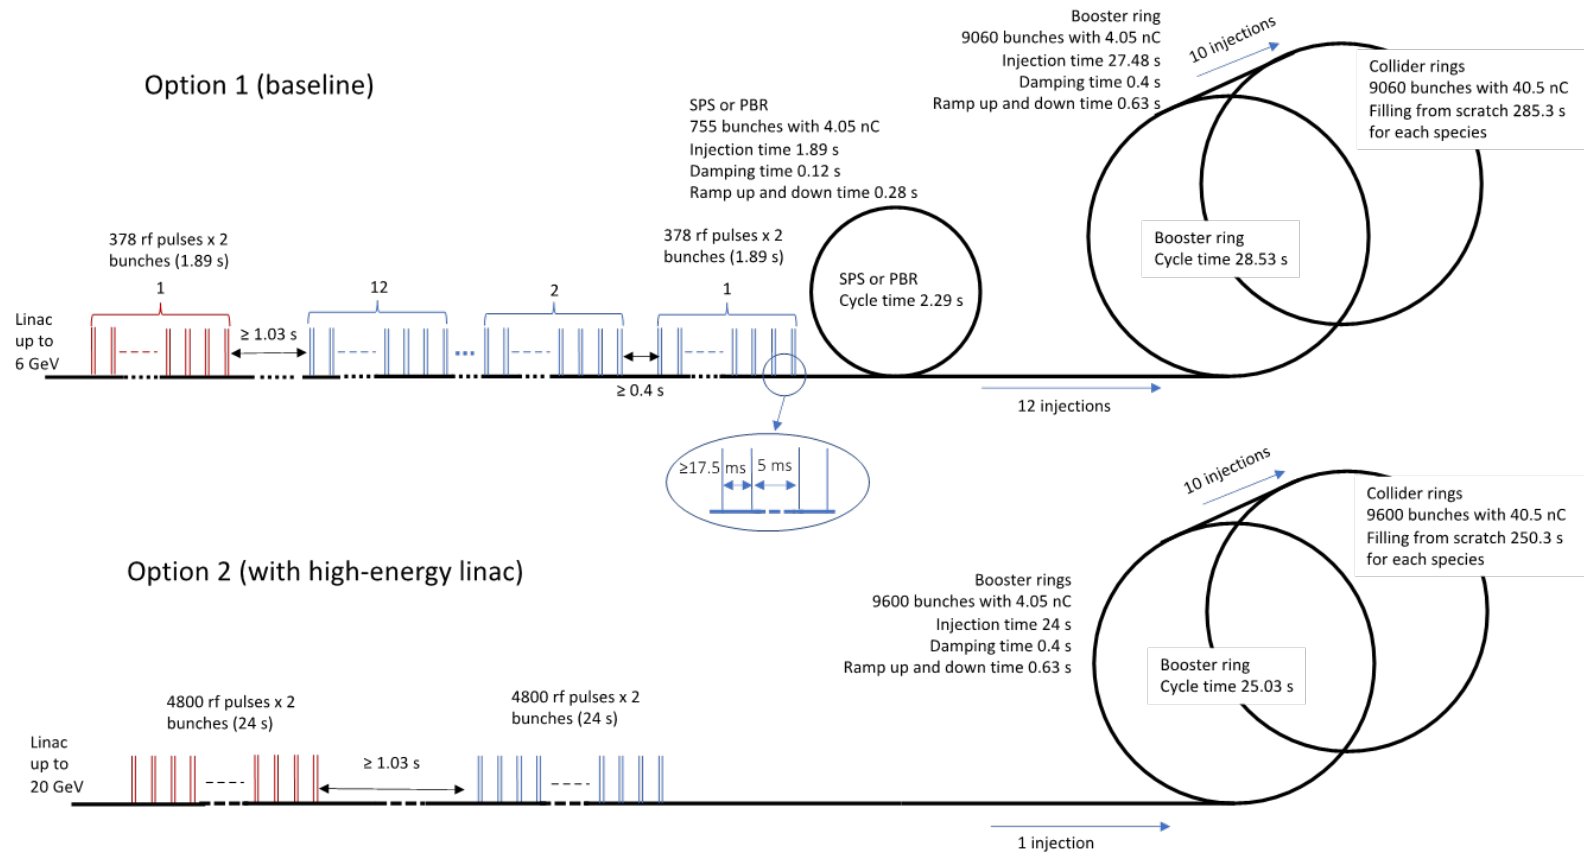 Option 1 (baseline)
Booster ring
9060 bunches with 4.05 nC
Injection time 27.48 s
Damping time 0.4 s
Ramp up and down time 0.63 s
10 injections
Collider rings
9060 bunches with 40.5 nC
Filling from scratch 285.3 s
for each species
SPS or PBR
755 bunches with 4.05 nC
Injection time 1.89 s
Damping time 0.12 s
Ramp up and down time 0.28 s
378 rf pulses x 2
bunches (1.89 s)
1
12
2
378 rf pulses x 2
bunches (1.89 s)
1
SPS or PBR
Cycle time 2.29 s
Booster ring
Cycle time 28.53 s
Linac
up to
6 GeV
≥ 1.03 s
≥ 0.4 s
12 injections
≥17.5 ms
5 ms
Option 2 (with high-energy linac)
10 injections
Collider rings
9600 bunches with 40.5 nC
Filling from scratch 250.3 s
for each species
Booster rings
9600 bunches with 4.05 nC
Injection time 24 s
Damping time 0.4 s
Ramp up and down time 0.63 s
Booster ring
Cycle time 25.03 s
4800 rf pulses x 2
bunches (24 s)
4800 rf pulses x 2
bunches (24 s)
Linac
up to
20 GeV
≥ 1.03 s
1 injection